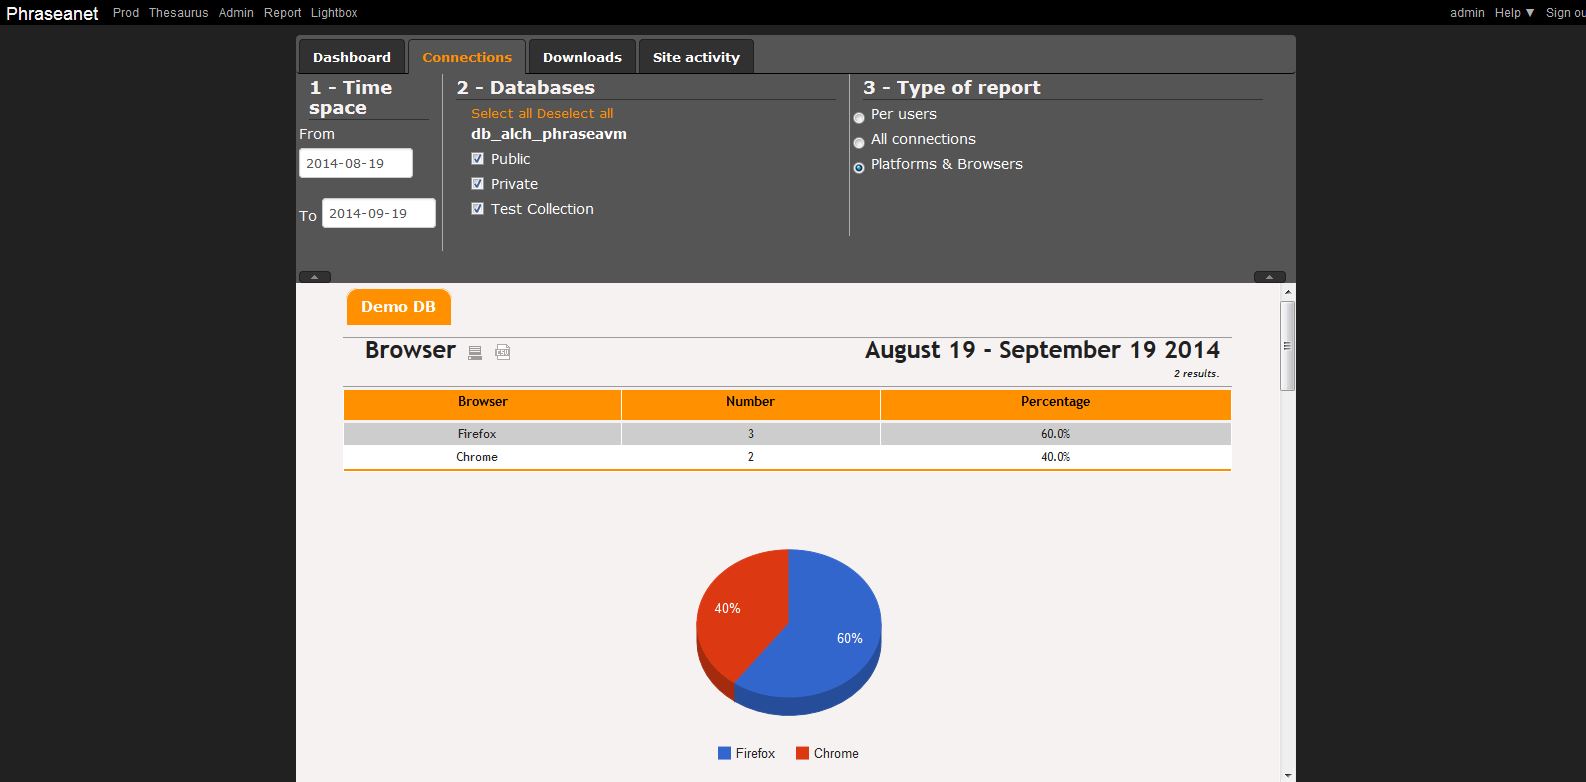 Phraseanet Prod Thesaurus Admin Report Lightbox admin Help ▼ Sign ou
Dashboard Connections Downloads Site activity
1 - Time space
From
2014-08-19
To 2014-09-19
2 - Databases
Select all Deselect all
db_alch_phraseavm
Public
Private
Test Collection
3 - Type of report
Per users
All connections
Platforms & Browsers
Demo DB
Browser CSV August 19 - September 19 2014
2 results.
Browser Number Percentage
Firefox 3 60.0%
Chrome 2 40.0%
40%
60%
Firefox Chrome